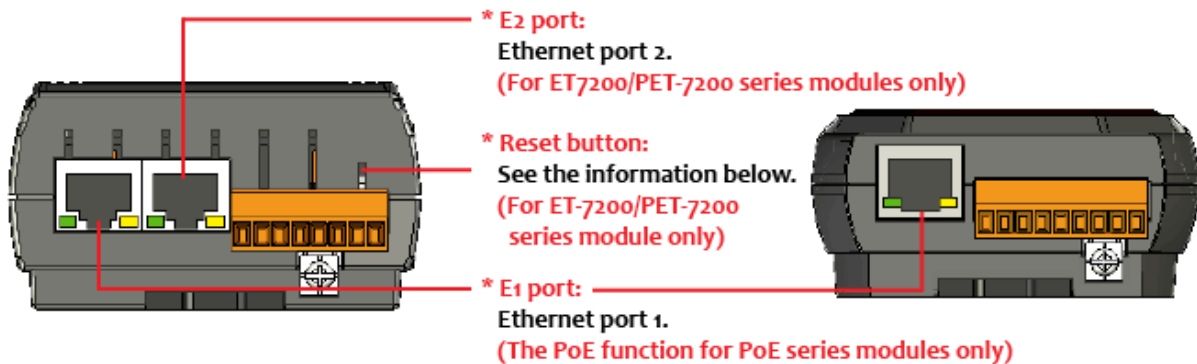 * E2 port:
Ethernet port 2.
(For ET7200/PET-7200 series modules only)
* Reset button:
See the information below.
(For ET-7200/PET-7200
series module only)
* E1 port:
Ethernet port 1.
(The PoE function for PoE series modules only)